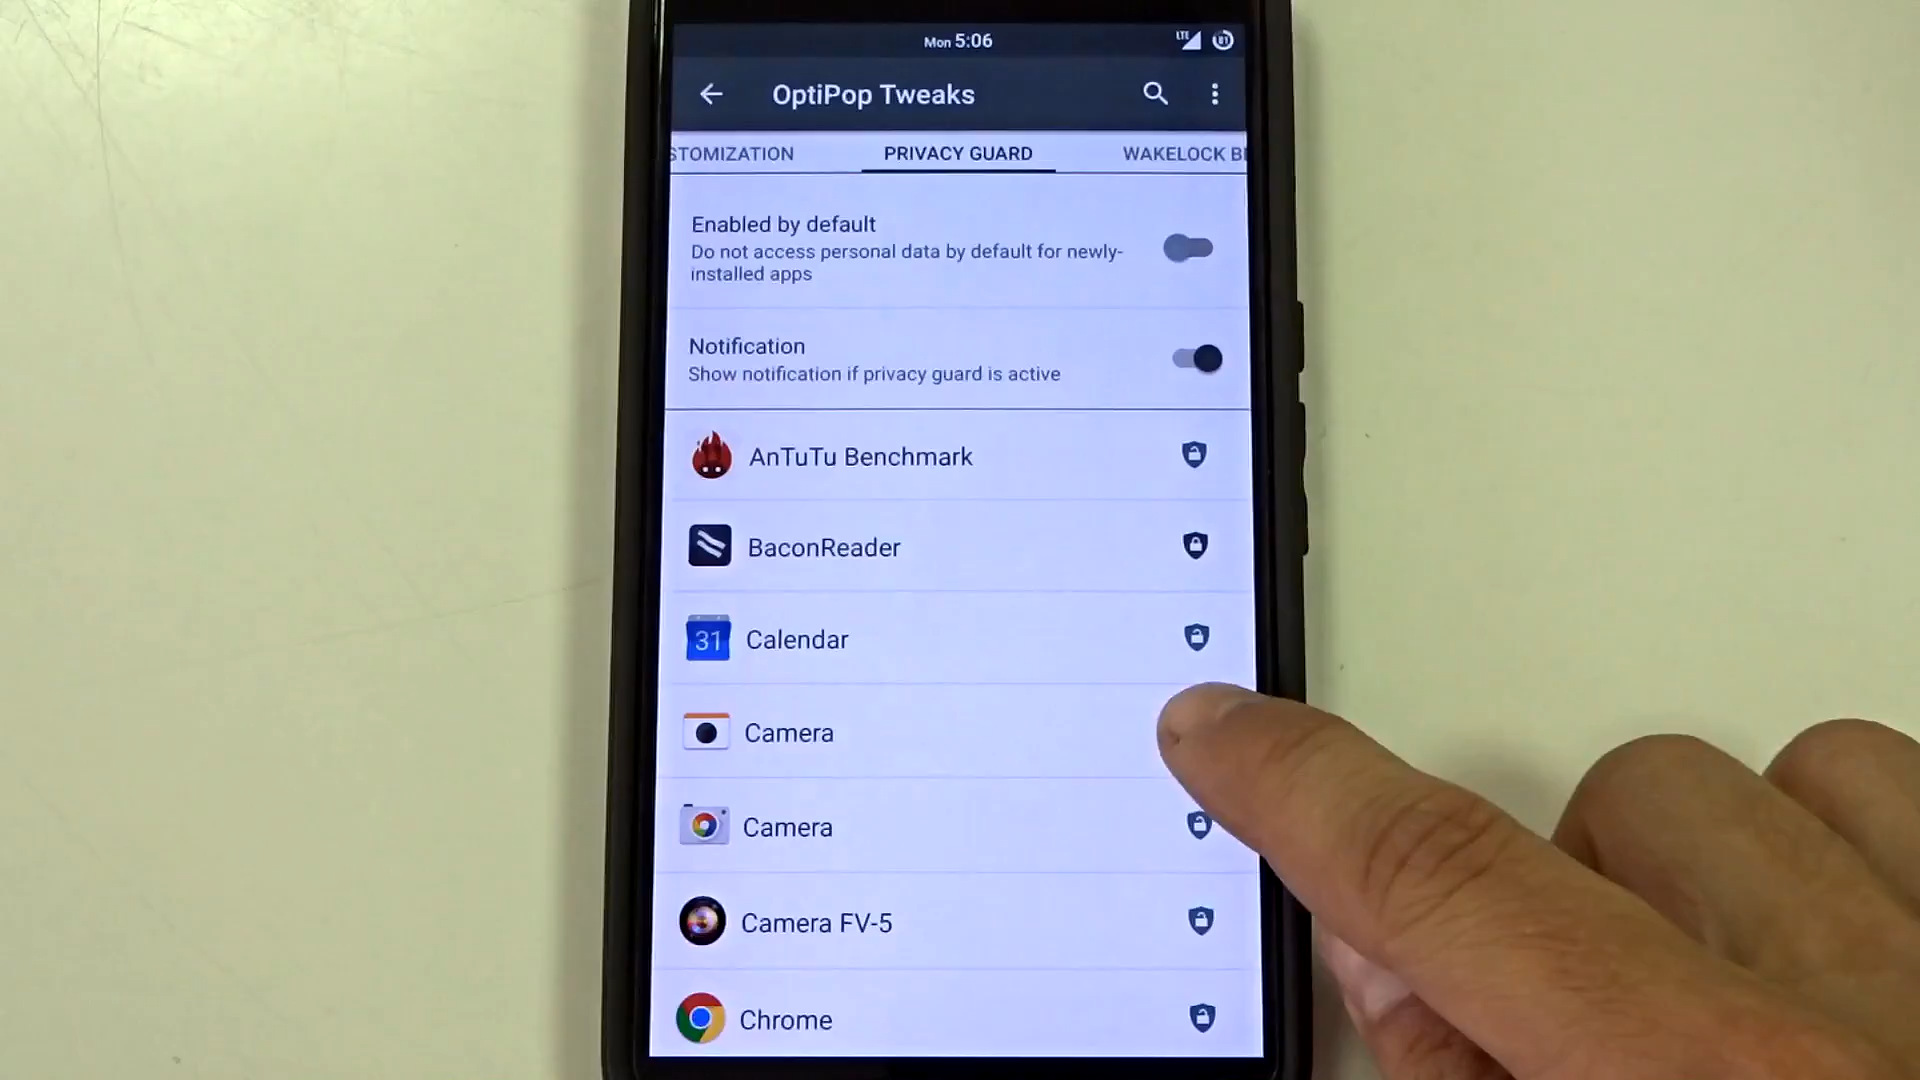 Mon 5:06
LTE
81
OptiPop Tweaks
STOMIZATION
PRIVACY GUARD
WAKELOCK B
Enabled by default
Do not access personal data by default for newly-
installed apps
Notification
Show notification if privacy guard is active
AnTuTu Benchmark
BaconReader
31
Calendar
Camera
Camera
Camera FV-5
Chrome